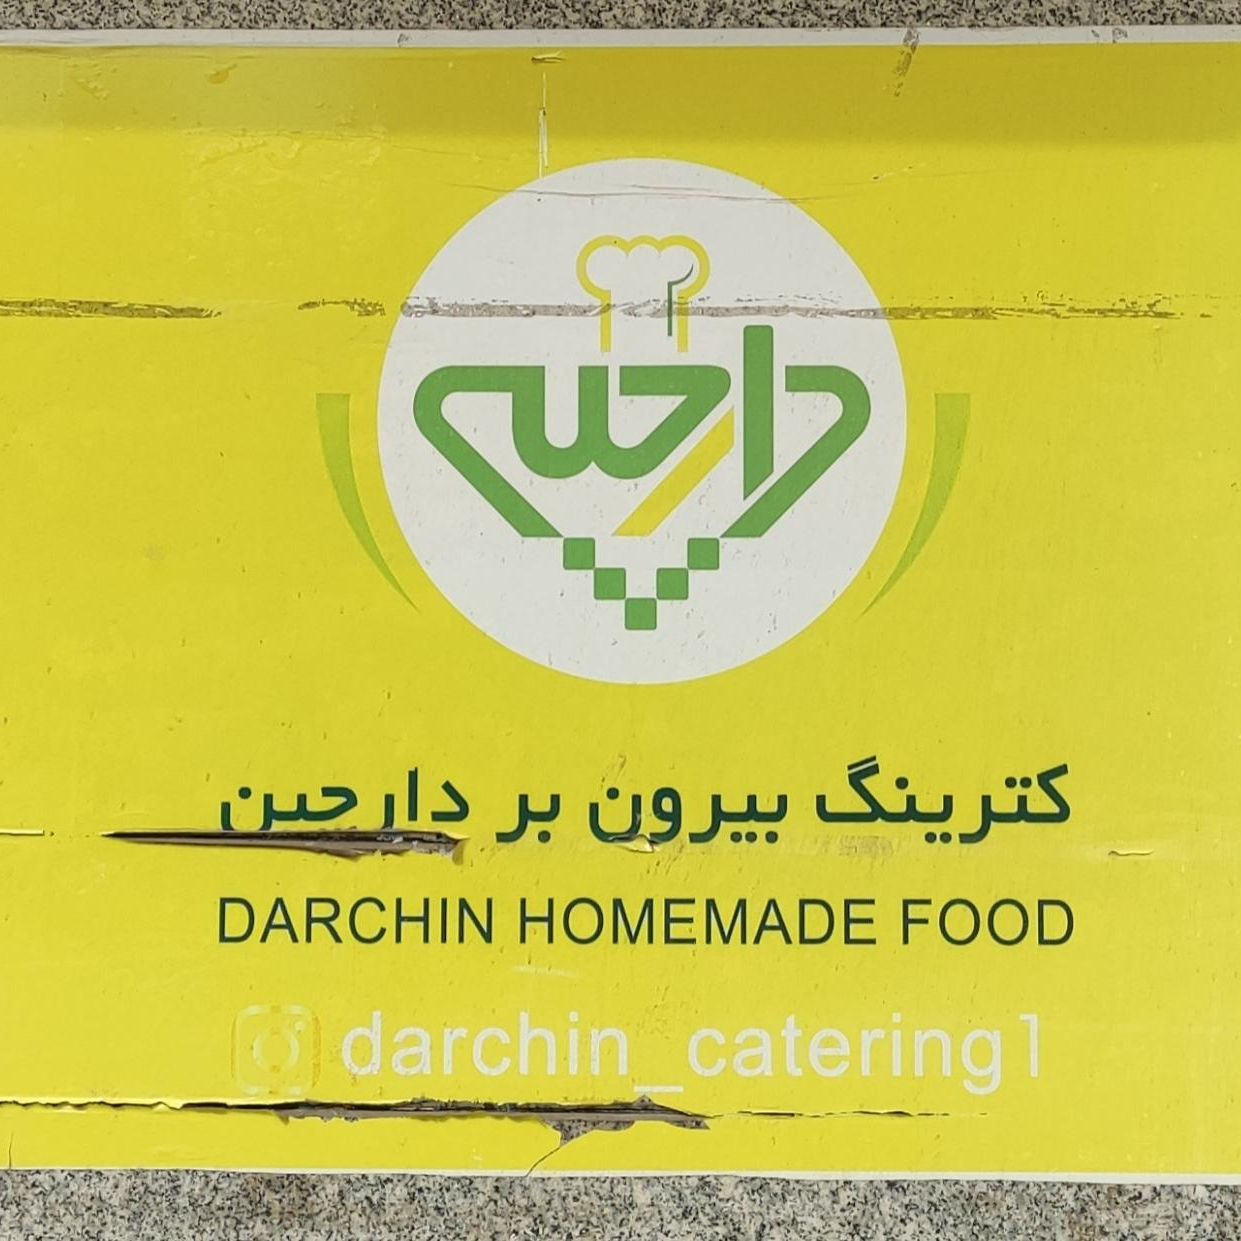 دارچین
کترینگ بیرون بر دارچین
DARCHIN HOMEMADE FOOD
darchin_catering1